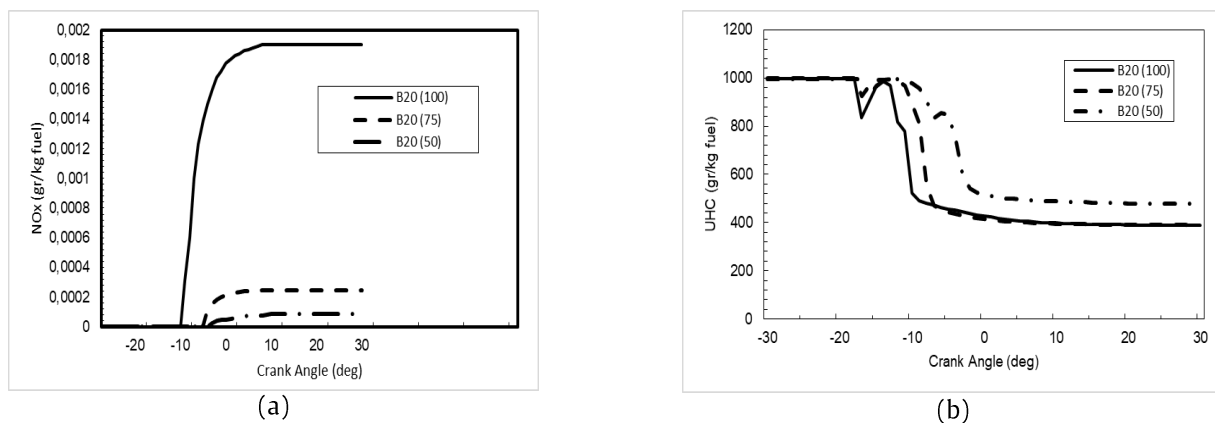 0,002
0,0018
0,0016
0,0014
0,0012
0,001
0,0008
0,0006
0,0004
0,0002
0
NOx (gr/kg fuel)
B20 (100)
B20 (75)
B20 (50)
-20 -10 0 10 20 30
Crank Angle (deg)
(a)
1200
1000
800
600
400
200
0
UHC (gr/kg fuel)
B20 (100)
B20 (75)
B20 (50)
-30 -20 -10 0 10 20 30
Crank Angle (deg)
(b)